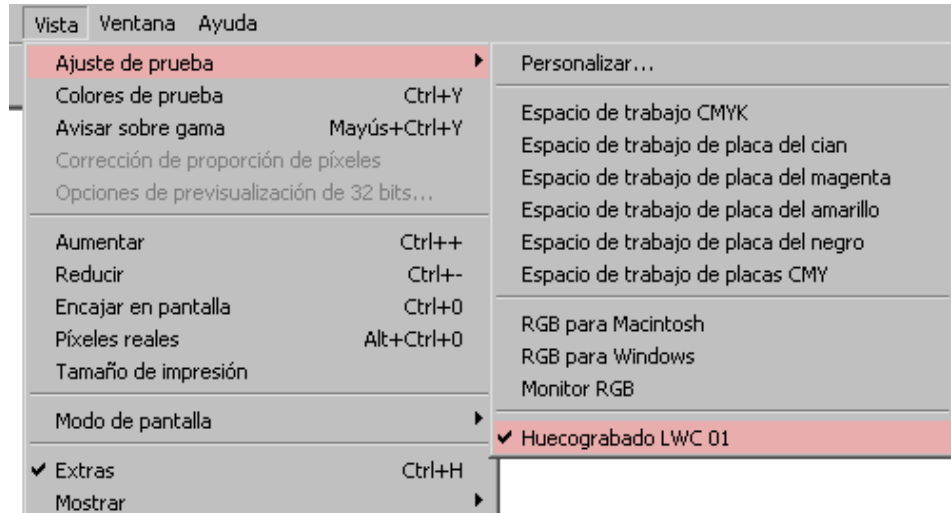 Vista Ventana Ayuda
Ajuste de prueba
Colores de prueba Ctrl+Y
Avisar sobre gama Mayús+Ctrl+Y
Corrección de proporción de píxeles
Opciones de previsualización de 32 bits...
Aumentar Ctrl++
Reducir Ctrl+-
Encajar en pantalla Ctrl+0
Píxeles reales Alt+Ctrl+0
Tamaño de impresión
Modo de pantalla
Extras Ctrl+H
Mostrar
Personalizar...
Espacio de trabajo CMYK
Espacio de trabajo de placa del cian
Espacio de trabajo de placa del magenta
Espacio de trabajo de placa del amarillo
Espacio de trabajo de placa del negro
Espacio de trabajo de placas CMY
RGB para Macintosh
RGB para Windows
Monitor RGB
Huecograbado LWC 01